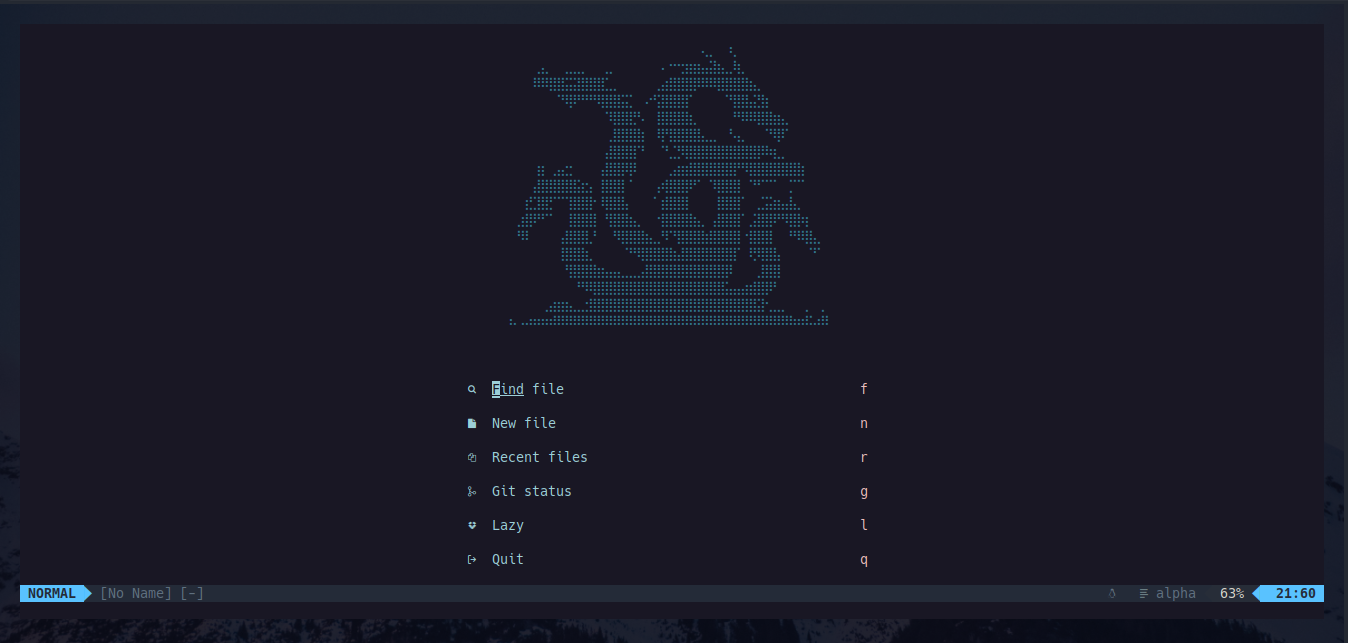 Find file f
New file n
Recent files r
Git status g
Lazy l
Quit q
NORMAL [No Name] [-] alpha 63% 21:60